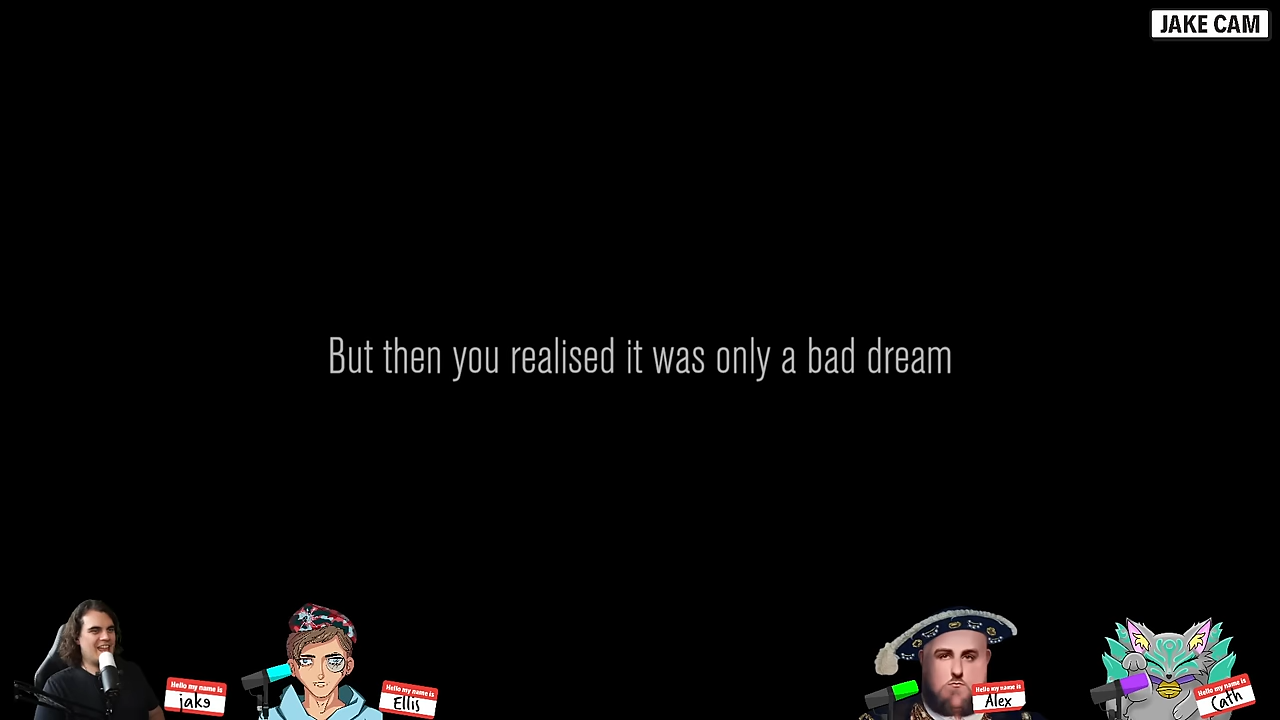 JAKE CAM
But then you realised it was only a bad dream
Hello my name is
jake
Hello my name is
Ellis
Hello my name is
Alex
Hello my name is
Cath